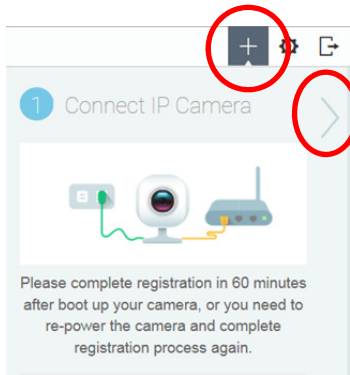 1 Connect IP Camera
Please complete registration in 60 minutes
after boot up your camera, or you need to
re-power the camera and complete
registration process again.